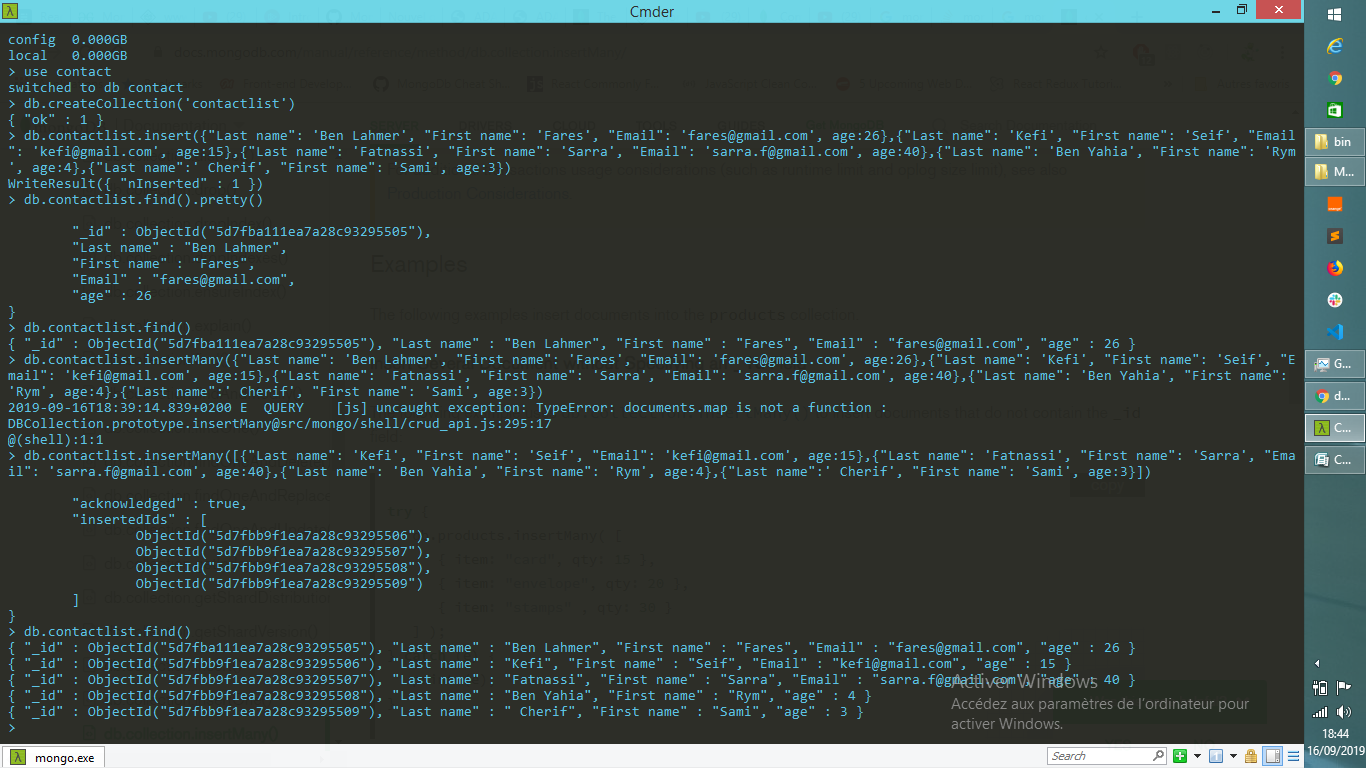 Cmder
config  0.000GB
local   0.000GB
> use contact
switched to db contact
> db.createCollection('contactlist')
{ "ok" : 1 }
> db.contactlist.insert({"Last name": 'Ben Lahmer', "First name": 'Fares', "Email": 'fares@gmail.com', age:26},{"Last name": 'Kefi', "First name": 'Seif', "Email
": 'kefi@gmail.com', age:15},{"Last name": 'Fatnassi', "First name": 'Sarra', "Email": 'sarra.f@gmail.com', age:40},{"Last name": 'Ben Yahia', "First name": 'Rym
', age:4},{"Last name":' Cherif', "First name": 'Sami', age:3})
WriteResult({ "nInserted" : 1 })
> db.contactlist.find().pretty()
"_id" : ObjectId("5d7fba111ea7a28c93295505"),
"Last name" : "Ben Lahmer",
"First name" : "Fares",
"Email" : "fares@gmail.com",
"age" : 26
}
> db.contactlist.find()
{ "_id" : ObjectId("5d7fba111ea7a28c93295505"), "Last name" : "Ben Lahmer", "First name" : "Fares", "Email" : "fares@gmail.com", "age" : 26 }
> db.contactlist.insertMany({"Last name": 'Ben Lahmer', "First name": 'Fares', "Email": 'fares@gmail.com', age:26},{"Last name": 'Kefi', "First name": 'Seif', "E
mail": 'kefi@gmail.com', age:15},{"Last name": 'Fatnassi', "First name": 'Sarra', "Email": 'sarra.f@gmail.com', age:40},{"Last name": 'Ben Yahia', "First name":
'Rym', age:4},{"Last name":' Cherif', "First name": 'Sami', age:3})
2019-09-16T18:39:14.839+0200 E  QUERY    [js] uncaught exception: TypeError: documents.map is not a function :
DBCollection.prototype.insertMany@src/mongo/shell/crud_api.js:295:17
@(shell):1:1
> db.contactlist.insertMany([{"Last name": 'Kefi', "First name": 'Seif', "Email": 'kefi@gmail.com', age:15},{"Last name": 'Fatnassi', "First name": 'Sarra', "Ema
il": 'sarra.f@gmail.com', age:40},{"Last name": 'Ben Yahia', "First name": 'Rym', age:4},{"Last name":' Cherif', "First name": 'Sami', age:3}])
"acknowledged" : true,
"insertedIds" : [
ObjectId("5d7fbb9f1ea7a28c93295506"),
ObjectId("5d7fbb9f1ea7a28c93295507"),
ObjectId("5d7fbb9f1ea7a28c93295508"),
ObjectId("5d7fbb9f1ea7a28c93295509")
]
}
> db.contactlist.find()
{ "_id" : ObjectId("5d7fba111ea7a28c93295505"), "Last name" : "Ben Lahmer", "First name" : "Fares", "Email" : "fares@gmail.com", "age" : 26 }
{ "_id" : ObjectId("5d7fbb9f1ea7a28c93295506"), "Last name" : "Kefi", "First name" : "Seif", "Email" : "kefi@gmail.com", "age" : 15 }
{ "_id" : ObjectId("5d7fbb9f1ea7a28c93295507"), "Last name" : "Fatnassi", "First name" : "Sarra", "Email" : "sarra.f@gmail.com", "age" : 40 }
{ "_id" : ObjectId("5d7fbb9f1ea7a28c93295508"), "Last name" : "Ben Yahia", "First name" : "Rym", "age" : 4 }
{ "_id" : ObjectId("5d7fbb9f1ea7a28c93295509"), "Last name" : " Cherif", "First name" : "Sami", "age" : 3 }
>
Activer Windows
Accédez aux paramètres de l'ordinateur pour
activer Windows.
mongo.exe
Search
bin
M...
G...
d...
C...
C...
18:44
16/09/2019
Examples